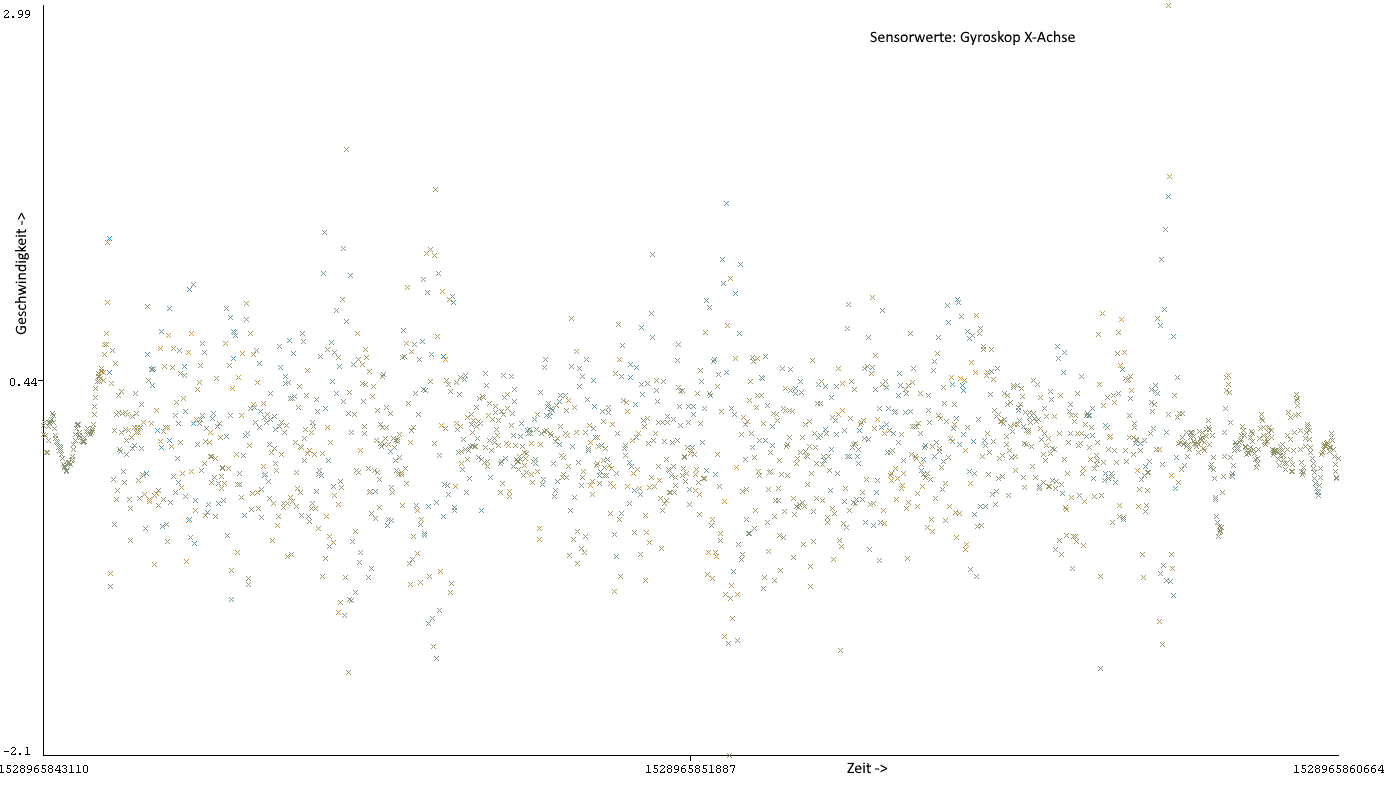 2.99
Sensorwerte: Gyroskop X-Achse
Geschwindigkeit ->
0.44
-2.1
1528965843110
1528965851887
Zeit ->
1528965860664